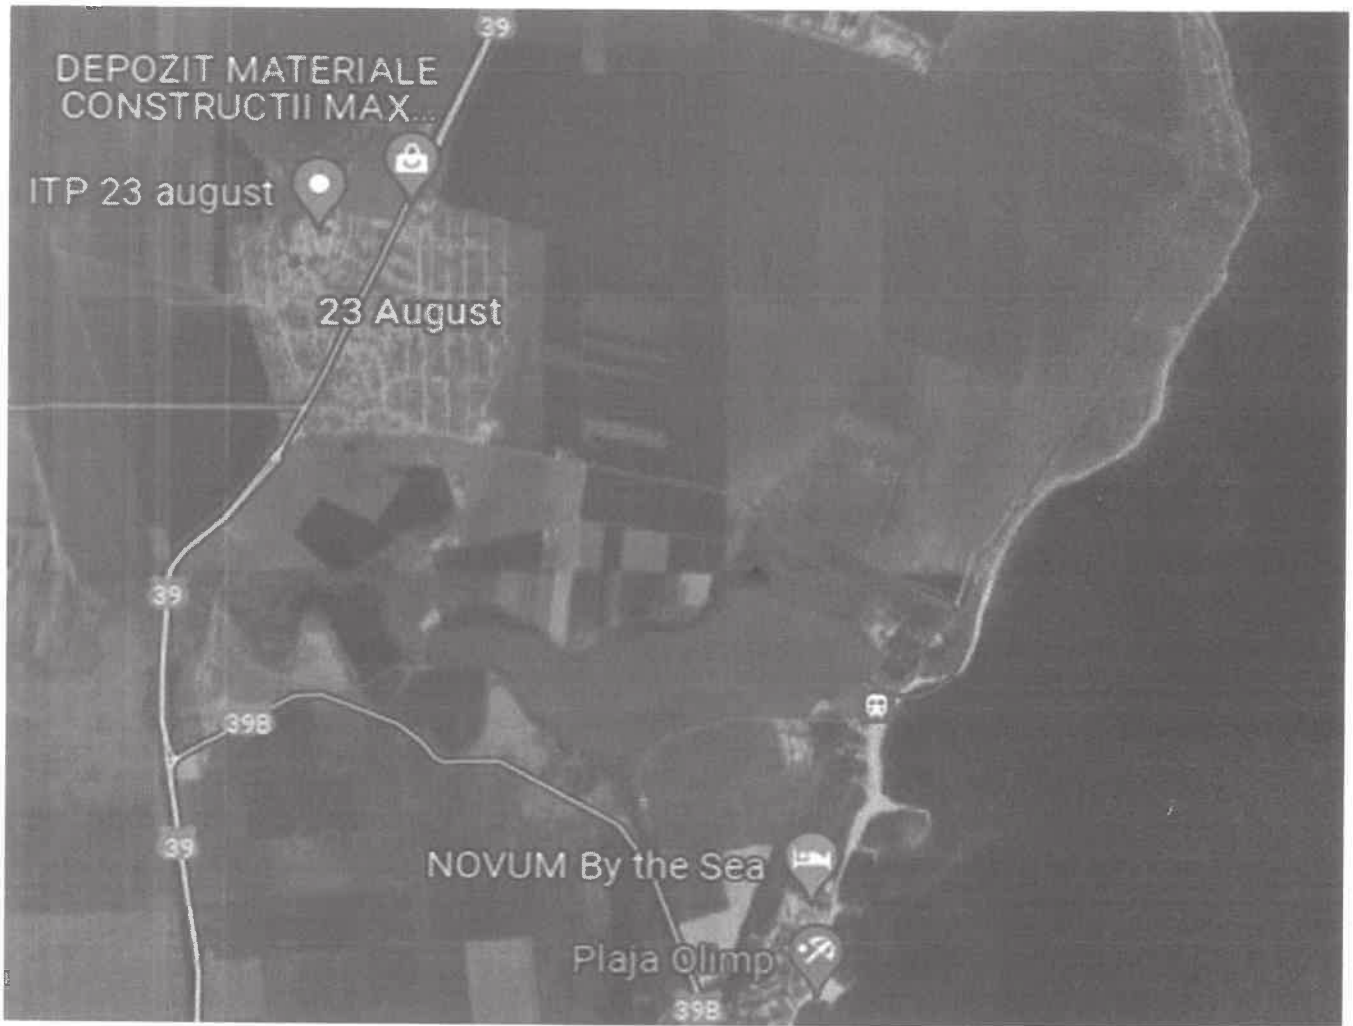 39
DEPOZIT MATERIALE
CONSTRUCTII MAX...
ITP 23 august
23 August
39
39B
39
NOVUM By the Sea
Plaja Olimp
39B